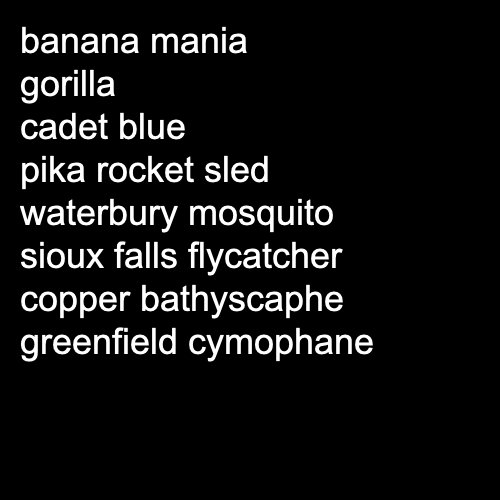 banana mania
gorilla
cadet blue
pika rocket sled
waterbury mosquito
sioux falls flycatcher
copper bathyscaphe
greenfield cymophane